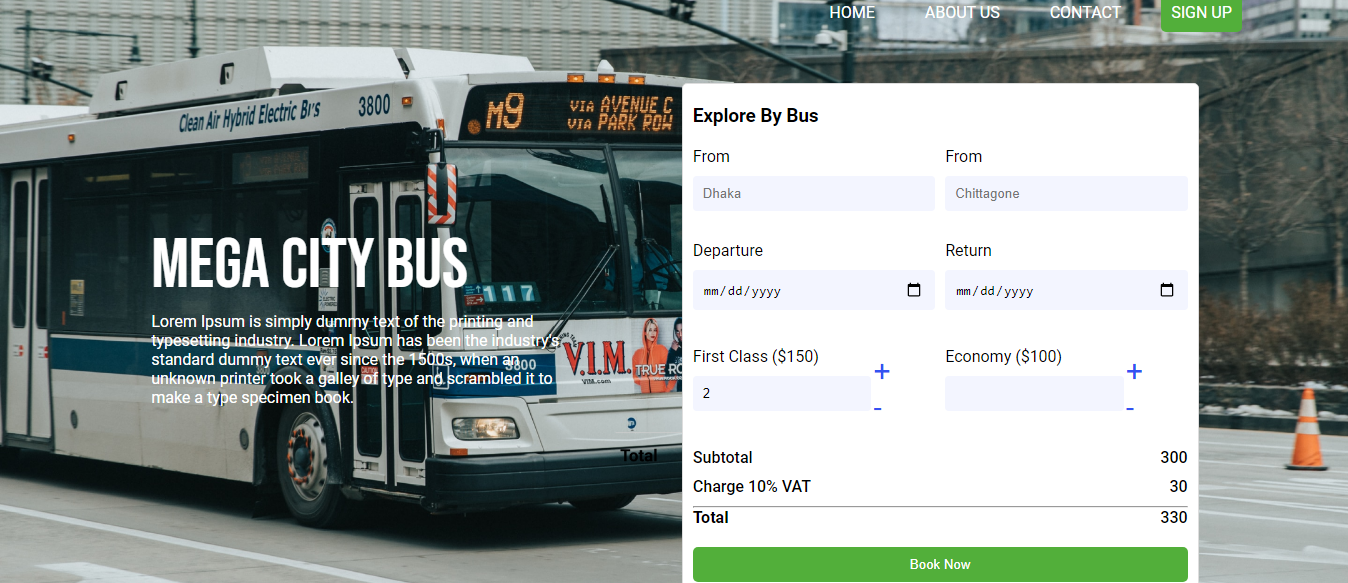 HOME ABOUT US CONTACT SIGN UP
Clean Air Hybrid Electric Bus 3800
M9 VIA AVENUE C
VIA PARK ROW
Explore By Bus
From From
Dhaka Chittagone
Departure Return
mm/dd/yyyy mm/dd/yyyy
MEGA CITY BUS
117
Lorem Ipsum is simply dummy text of the printing and
typesetting industry. Lorem Ipsum has been the industry's
standard dummy text ever since the 1500s, when an
unknown printer took a galley of type and scrambled it to
make a type specimen book.
3800
V.I.M.
VIM.com
TRUE
First Class ($150) Economy ($100)
+ +
2
- -
Total
Subtotal 300
Charge 10% VAT 30
Total 330
Book Now